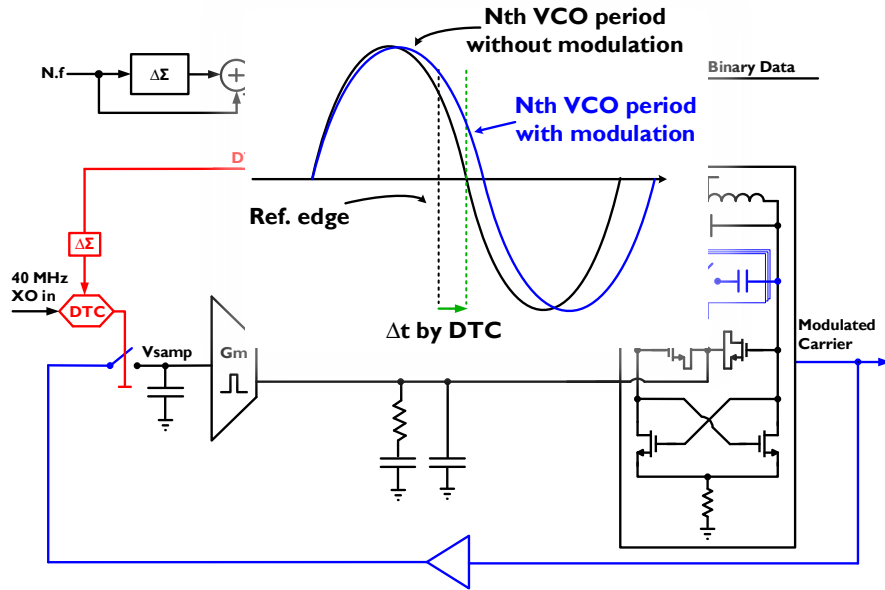 Nth VCO period
without modulation
N.f
ΔΣ
+
Binary Data
Nth VCO period
with modulation
Ref. edge
ΔΣ
40 MHz
XO in
DTC
Δt by DTC
Vsamp
Gm
Modulated
Carrier